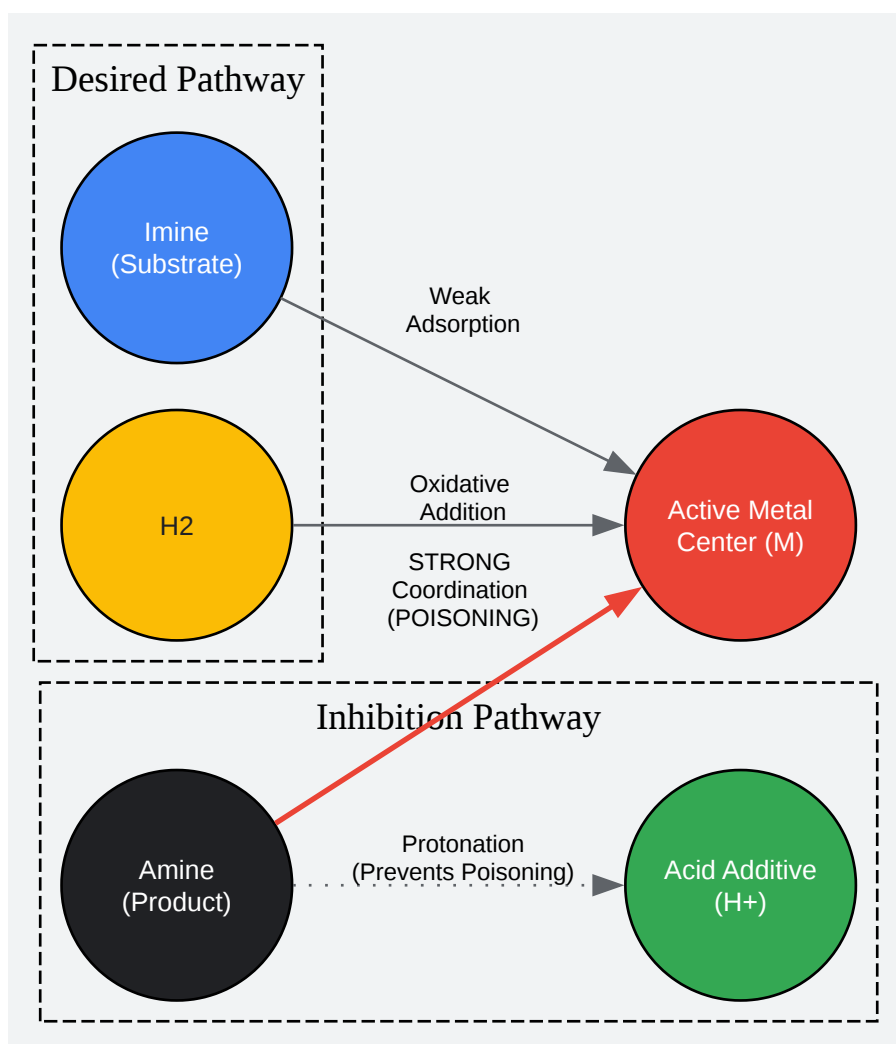 Desired Pathway
Imine
(Substrate)
Weak
Adsorption
H2
Oxidative
Addition
Active Metal
Center (M)
STRONG
Coordination
(POISONING)
Inhibition Pathway
Amine
(Product)
Protonation
(Prevents Poisoning)
Acid Additive
(H+)